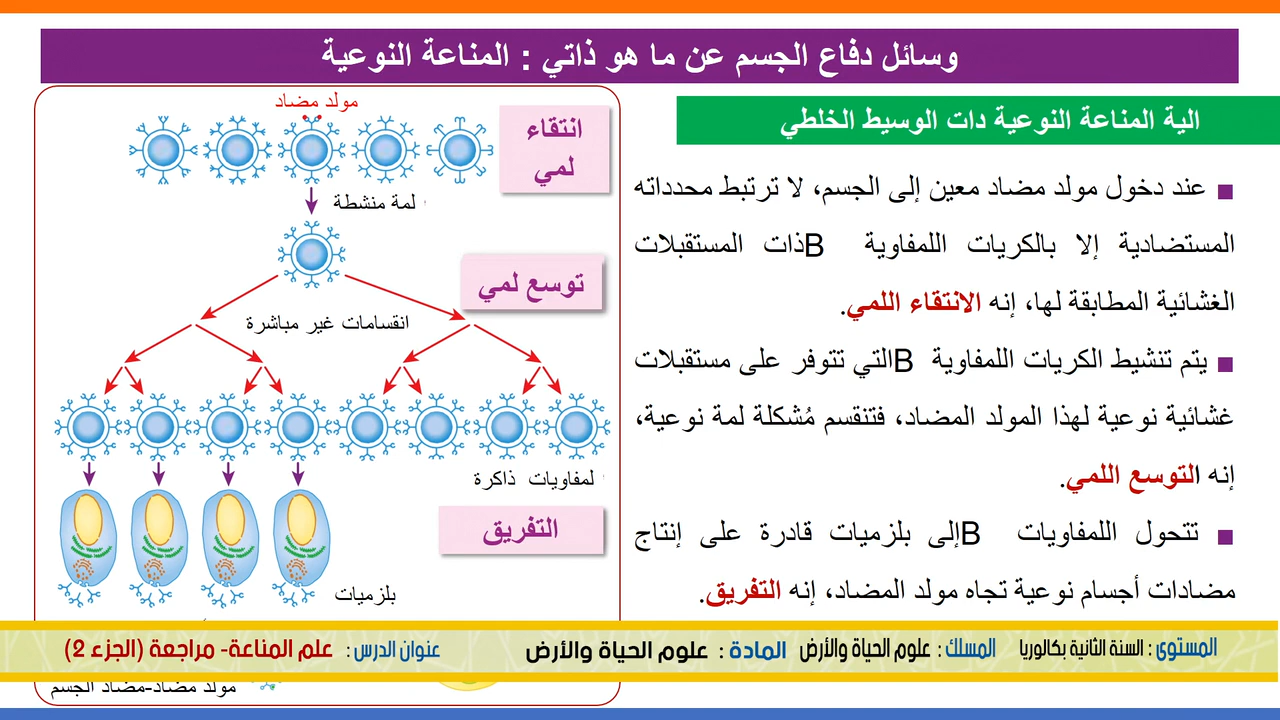 وسائل دفاع الجسم عن ما هو ذاتي : المناعة النوعية
الية المناعة النوعية دات الوسيط الخلطي
عند دخول مولد مضاد معين إلى الجسم، لا ترتبط محدداته
المستضادية إلا بالكريات اللمفاوية Bذات المستقبلات
الغشائية المطابقة لها، إنه الانتقاء اللمي.
يتم تنشيط الكريات اللمفاوية Bالتي تتوفر على مستقبلات
غشائية نوعية لهذا المولد المضاد، فتنقسم مُشكلة لمة نوعية،
إنه التوسع اللمي.
تتحول اللمفاويات Bإلى بلزميات قادرة على إنتاج
مضادات أجسام نوعية تجاه مولد المضاد، إنه التفريق.
مولد مضاد
انتقاء
لمي
لمة منشطة
توسع لمي
انقسامات غير مباشرة
لمفاويات ذاكرة
التفريق
بلزميات
المستوى : السنة الثانية بكالوريا المسلك : علوم الحياة والأرض المادة : علوم الحياة والأرض عنوان الدرس : علم المناعة- مراجعة (الجزء 2)
مولد مضاد-مضاد الجسم